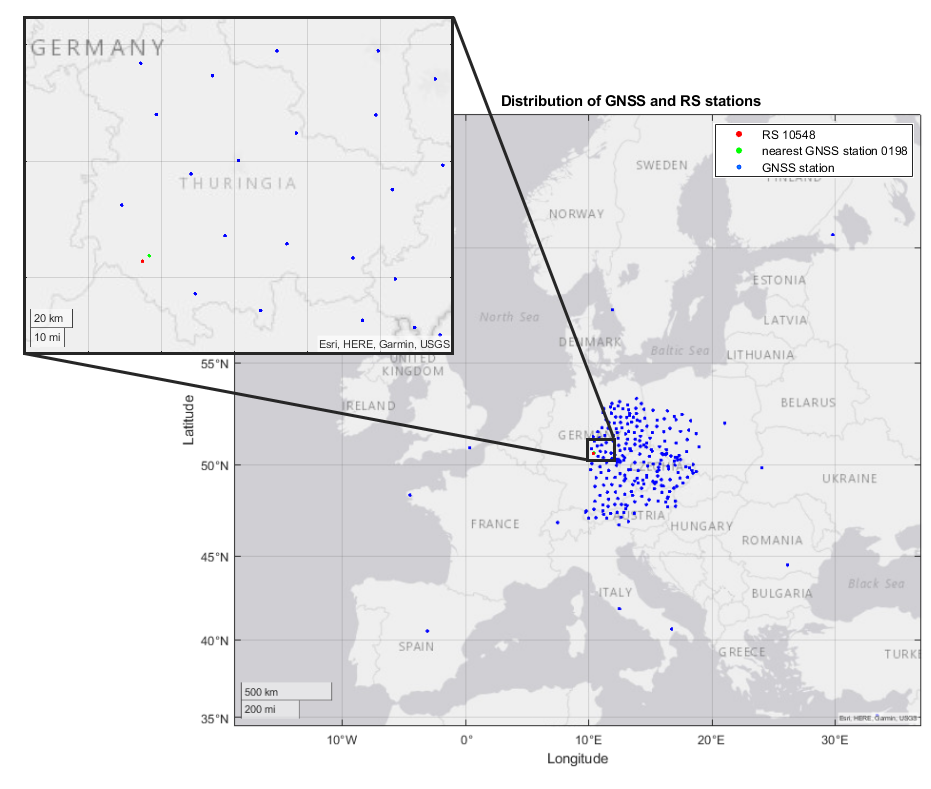 GERMANY
THURINGIA
20 km
10 mi
Esri, HERE, Garmin, USGS
Distribution of GNSS and RS stations
RS 10548
nearest GNSS station 0198
GNSS station
SWEDEN
FINLAND
NORWAY
ESTONIA
North Sea
LATVIA
DENMARK
Baltic Sea
LITHUANIA
UNITED
KINGDOM
55°N
IRELAND
BELARUS
Latitude
GERM
50°N
UKRAINE
FRANCE
STRIA
HUNGARY
ROMANIA
45°N
Black Sea
ITALY
BULGARIA
40°N
SPAIN
GREECE
TURKE
500 km
200 mi
35°N
Esri, HERE, Garmin, USGS
10°W
0°
10°E
20°E
30°E
Longitude